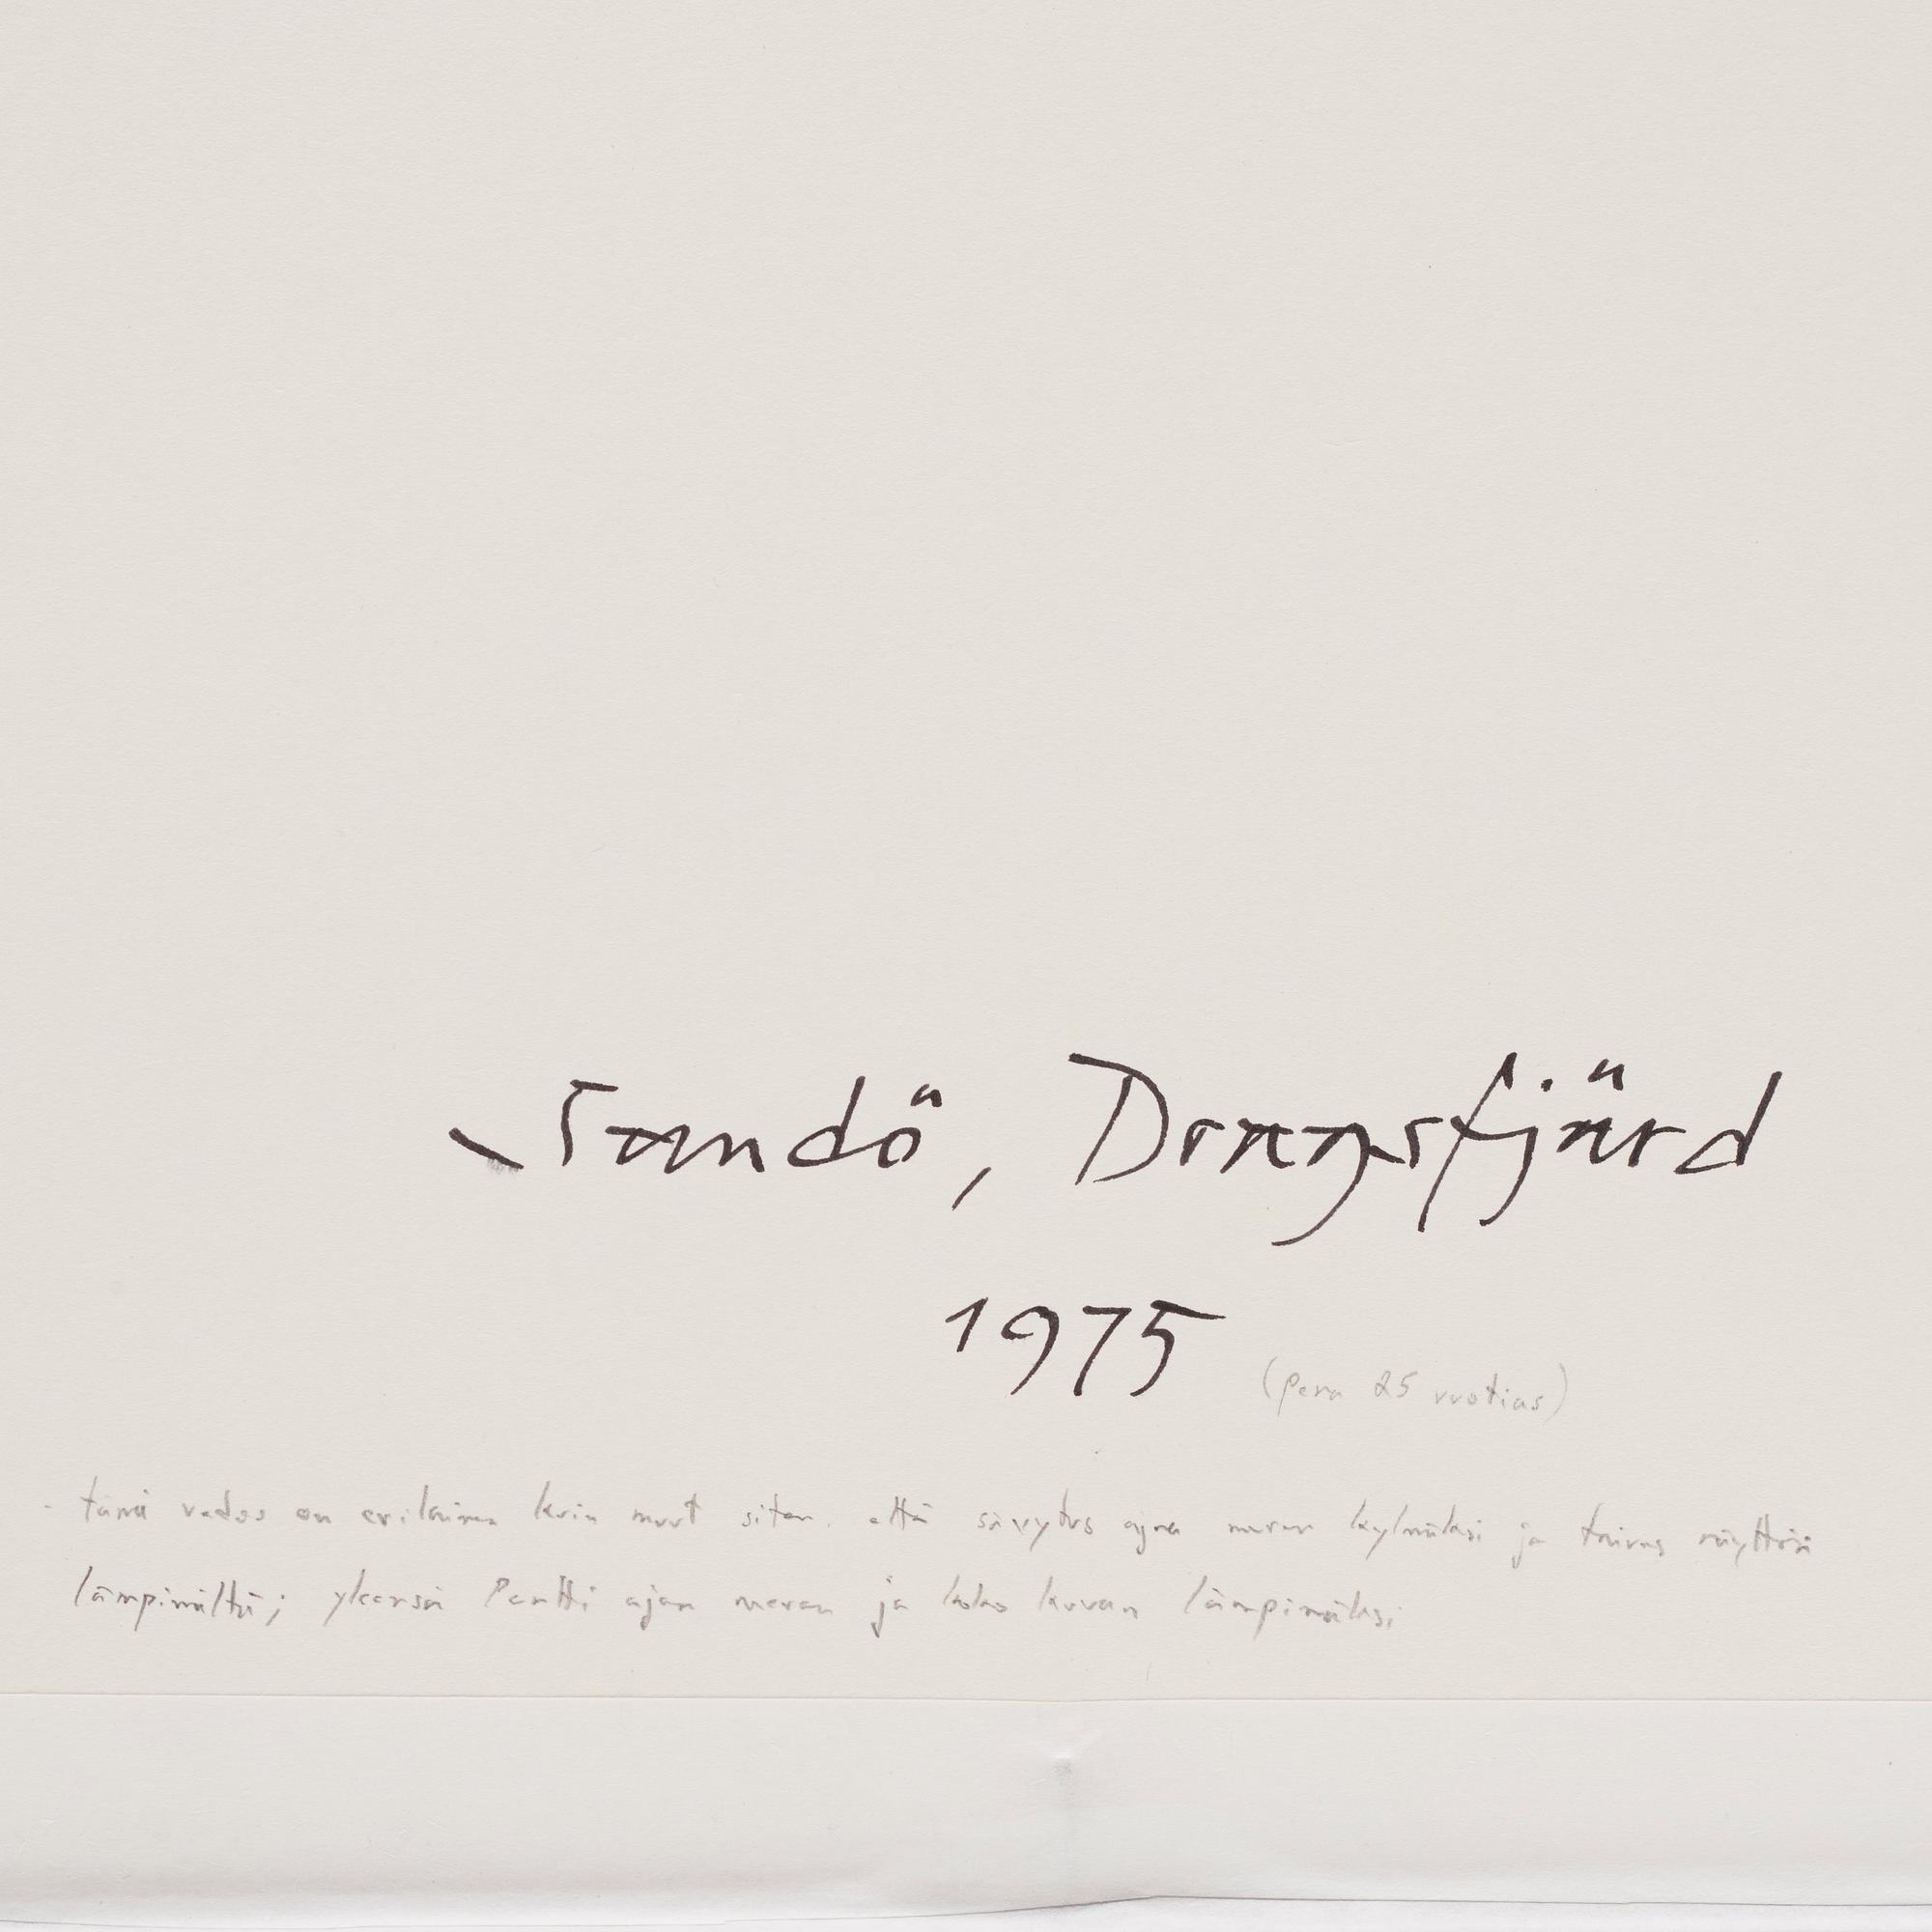 Sandö, Dragsfjärd
1975
(pera 25 vuotias)
- tämä vedos on erilainen kuin muut siten, että sävytys ajaa meren kylmäksi ja taivas näyttää
lämpimältä; yleensä Pentti ajaa meren ja koko kuvan lämpimäksi